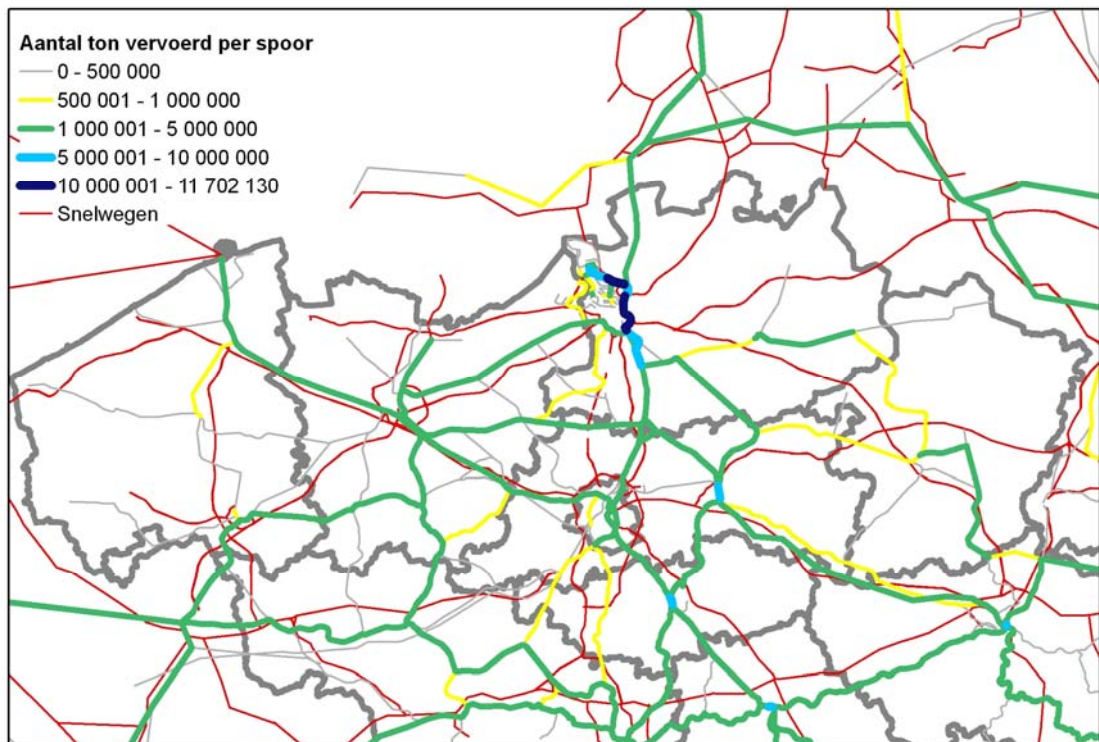 Aantal ton vervoerd per spoor
0 - 500 000
500 001 - 1 000 000
1 000 001 - 5 000 000
5 000 001 - 10 000 000
10 000 001 - 11 702 130
Snelwegen